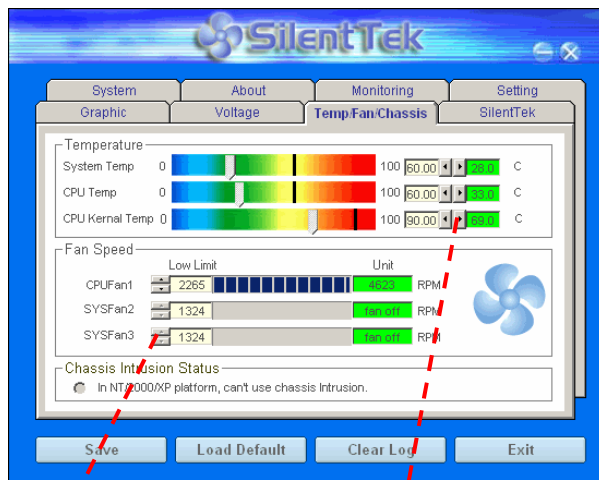 SilentTek
System About Monitoring Setting
Graphic Voltage Temp/Fan/Chassis SilentTek
Temperature
System Temp 0 100 60.00 28.0 C
CPU Temp 0 100 60.00 33.0 C
CPU Kernal Temp 0 100 90.00 69.0 C
Fan Speed
Low Limit Unit
CPUFan1 2265 4623 RPM
SYSFan2 1324 fan off RPM
SYSFan3 1324 fan off RPM
Chassis Intrusion Status
In NT/2000/XP platform, can't use chassis Intrusion.
Save Load Default Clear Log Exit